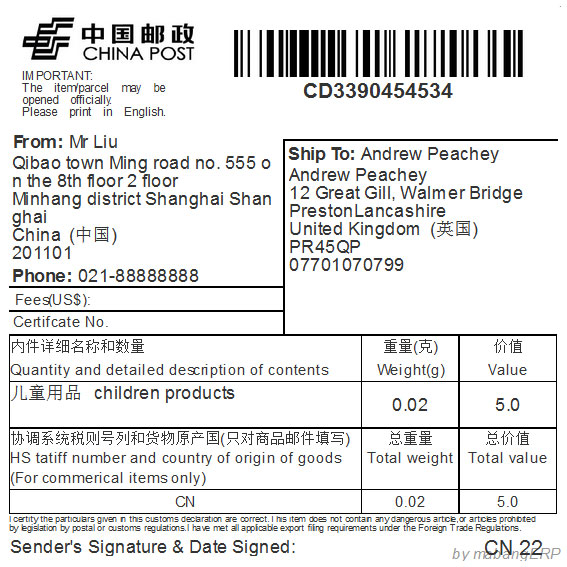 中国邮政
CHINA POST
IMPORTANT:
The item/parcel may be
opened officially.
Please print in English.
CD3390454534
From: Mr Liu
Qibao town Ming road no. 555 o
n the 8th floor 2 floor
Minhang district Shanghai Shan
ghai
China (中国)
201101
Phone: 021-88888888
Fees(US$):
Certifcate No.
Ship To: Andrew Peachey
Andrew Peachey
12 Great Gill, Walmer Bridge
PrestonLancashire
United Kingdom (英国)
PR45QP
07701070799
内件详细名称和数量 重量(克) 价值
Quantity and detailed description of contents Weight(g) Value
儿童用品 children products 0.02 5.0
协调系统税则号列和货物原产国(只对商品邮件填写) 总重量 总价值
HS tatiff number and country of origin of goods Total weight Total value
(For commerical items only)
CN 0.02 5.0
I certify the particulars given in this customs declaration are correct.This item does not contain any dangerous article,or articles prohibited
by legislation by postal or customs regulations.I have met all applicable export filing requirements under the Foreign Trade Regulations.
Sender's Signature & Date Signed: CN 22
by mabangERP